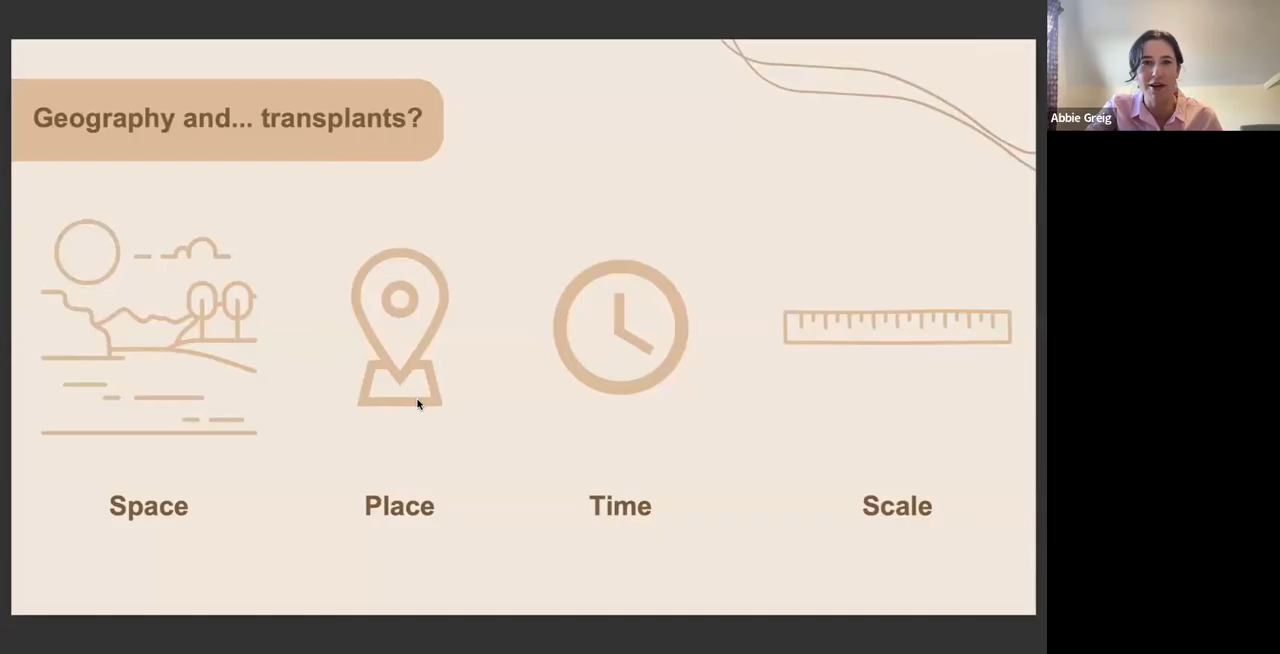 Geography and... transplants?
Abbie Greig
Space
Place
Time
Scale